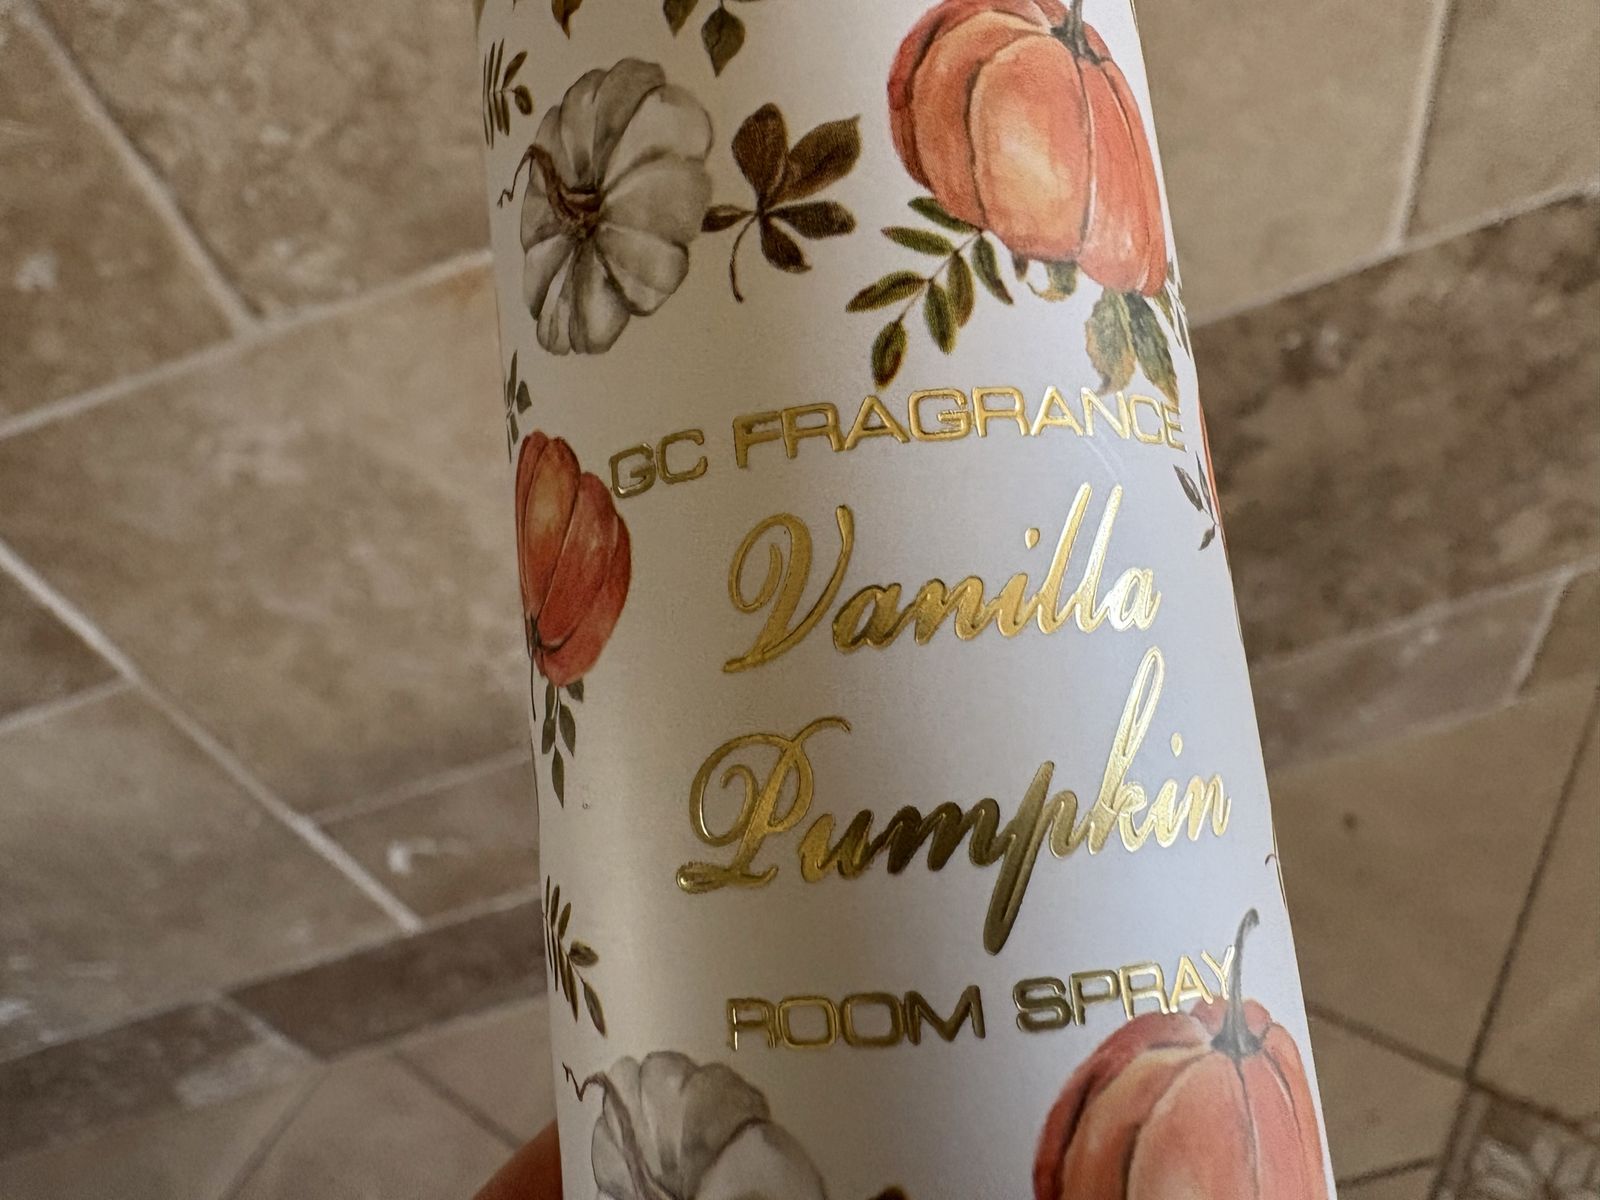 GC FRAGRANCE
Vanilla
Pumpkin
ROOM SPRAY